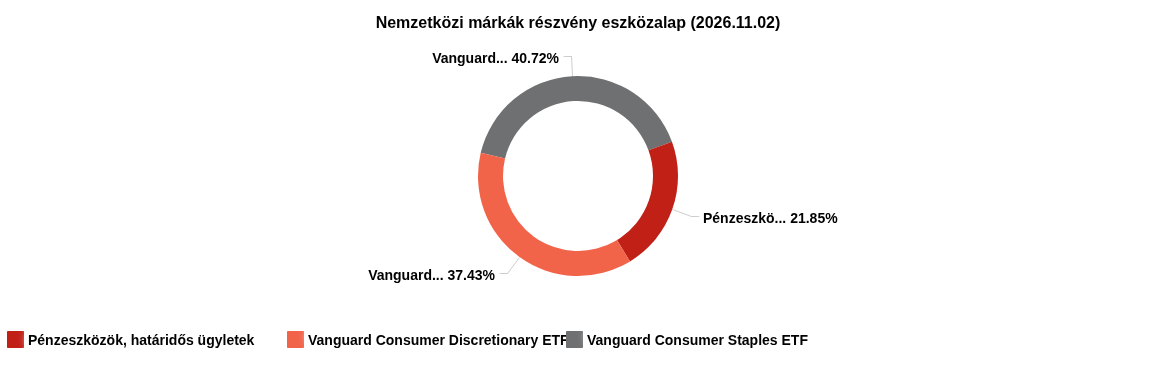 Nemzetközi márkák részvény eszközalap (2026.11.02)
Vanguard... 40.72%
Pénzeszkö... 21.85%
Vanguard... 37.43%
Pénzeszközök, határidős ügyletek
Vanguard Consumer Discretionary ETF
Vanguard Consumer Staples ETF